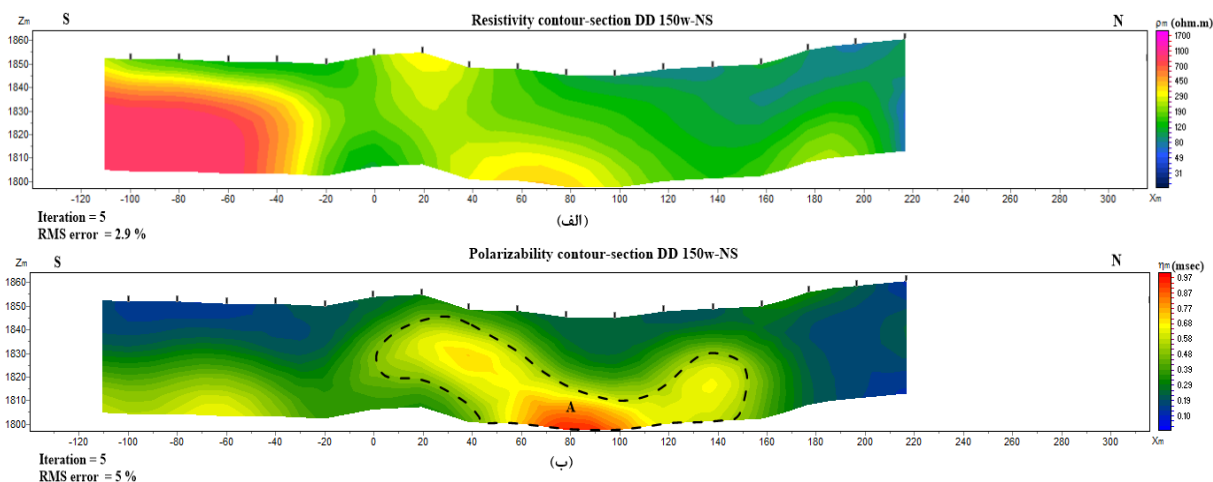 Resistivity contour-section DD 150w-NS
Zm S N ρm (ohm.m)
1860
1850
1840
1830
1820
1810
1800
1700
1100
700
450
290
190
120
80
49
31
-120 -100 -80 -60 -40 -20 0 20 40 60 80 100 120 140 160 180 200 220 240 260 280 300 Xm
Iteration = 5
RMS error = 2.9 %
(الف)
Polarizability contour-section DD 150w-NS
Zm S N ηm (msec)
1860
1850
1840
1830
1820
1810
1800
0.97
0.87
0.78
0.68
0.58
0.48
0.39
0.29
0.19
0.10
A
-120 -100 -80 -60 -40 -20 0 20 40 60 80 100 120 140 160 180 200 220 240 260 280 300 Xm
Iteration = 5
RMS error = 5 %
(ب)